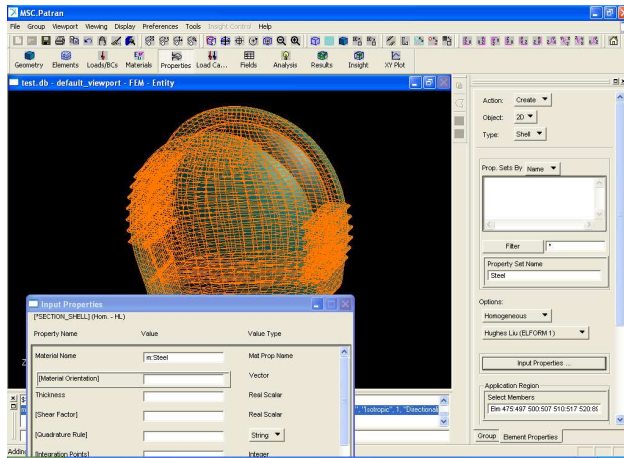 MSC.Patran
File Group Viewport Viewing Display Preferences Tools Insight Control Help
Geometry Elements Loads/BCs Materials Properties Load Ca... Fields Analysis Results Insight XY Plot
test.db - default_viewport - FEM - Entity
Action: Create
Object: 2D
Type: Shell
Prop. Sets By Name
Filter *
Property Set Name
Steel
Options:
Homogeneous
Hughes Liu (ELFORM 1)
Input Properties ...
Application Region
Select Members
Elm 475:497 500:507 510:517 520:89
Group Element Properties
Input Properties
[*SECTION_SHELL] (Hom. - HL)
Property Name Value Value Type
Material Name m:Steel Mat Prop Name
[Material Orientation] Vector
Thickness Real Scalar
[Shear Factor] Real Scalar
[Quadrature Rule] String
[Integration Points] Integer
Z
", "Isotropic", 1, "Directional
Addin